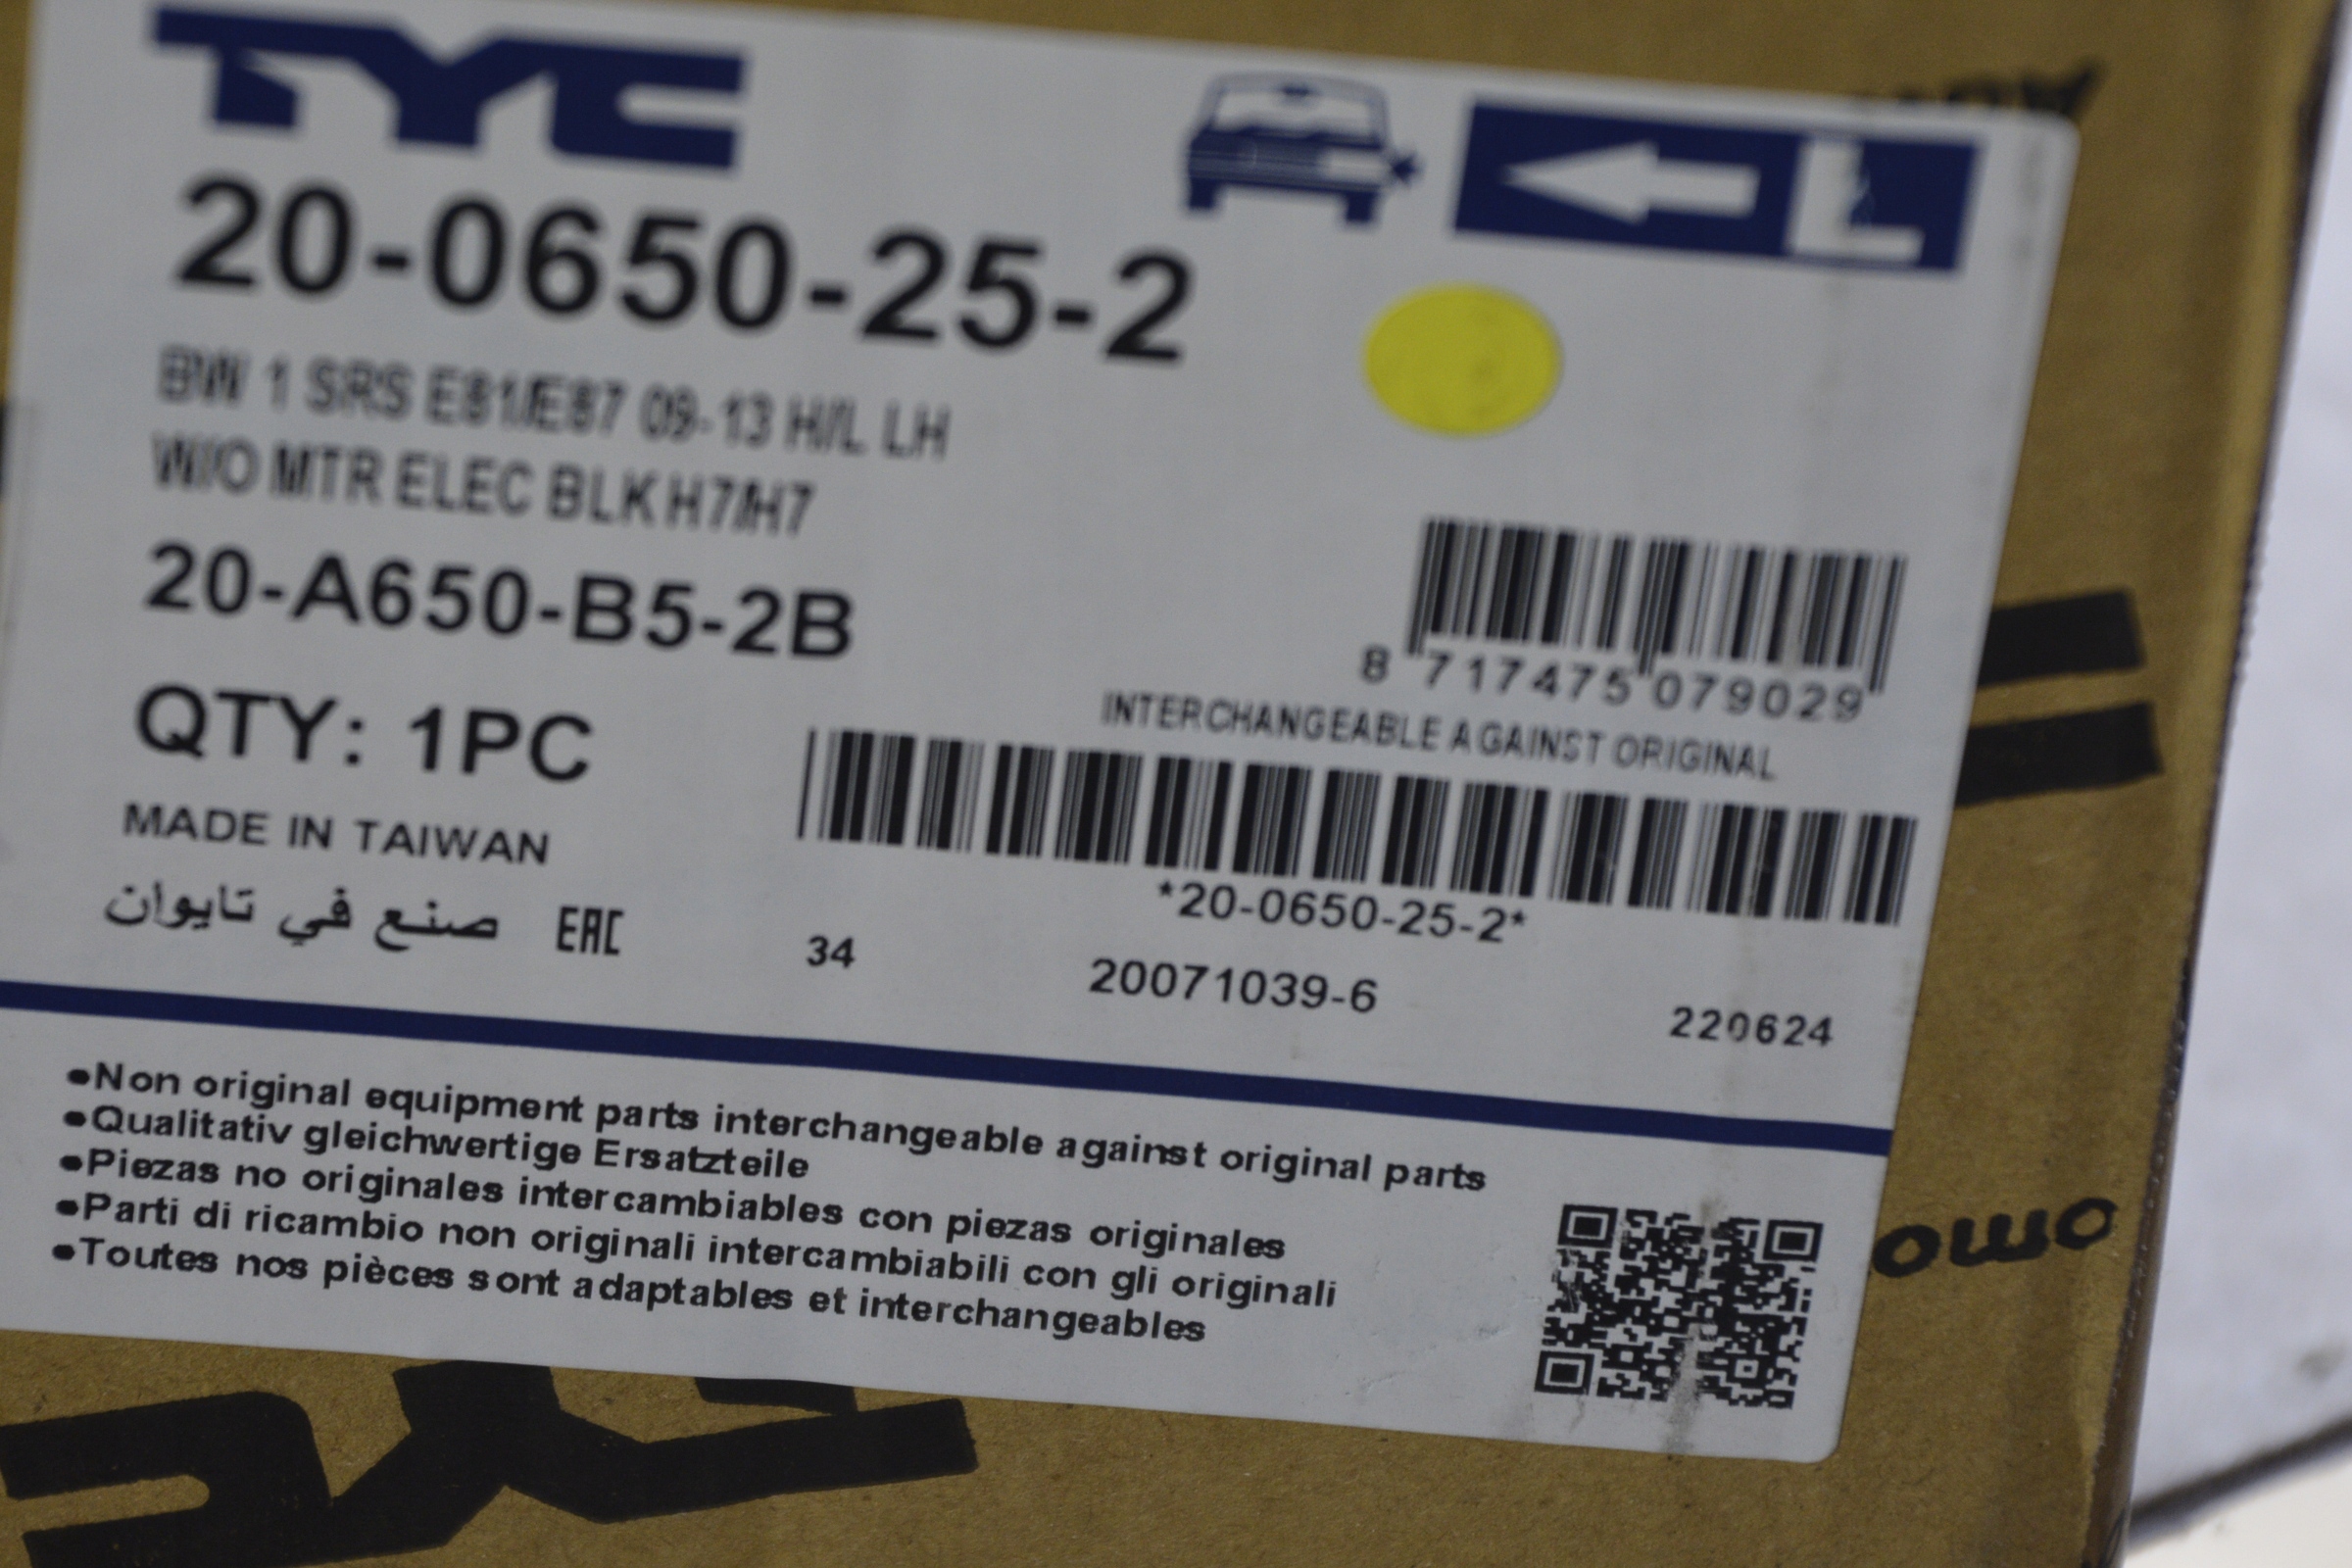 TYC
L
20-0650-25-2
BW 1 SRS E81/E87 09-13 H/L LH
W/O MTR ELEC BLK H7/H7
20-A650-B5-2B
8 717475 079029
QTY: 1PC
INTERCHANGEABLE AGAINST ORIGINAL
MADE IN TAIWAN
*20-0650-25-2*
صنع في تايوان EAC
34 20071039-6 220624
•Non original equipment parts interchangeable against original parts
•Qualitativ gleichwertige Ersatzteile
•Piezas no originales intercambiables con piezas originales
•Parti di ricambio non originali intercambiabili con gli originali
•Toutes nos pièces sont adaptables et interchangeables
TYC